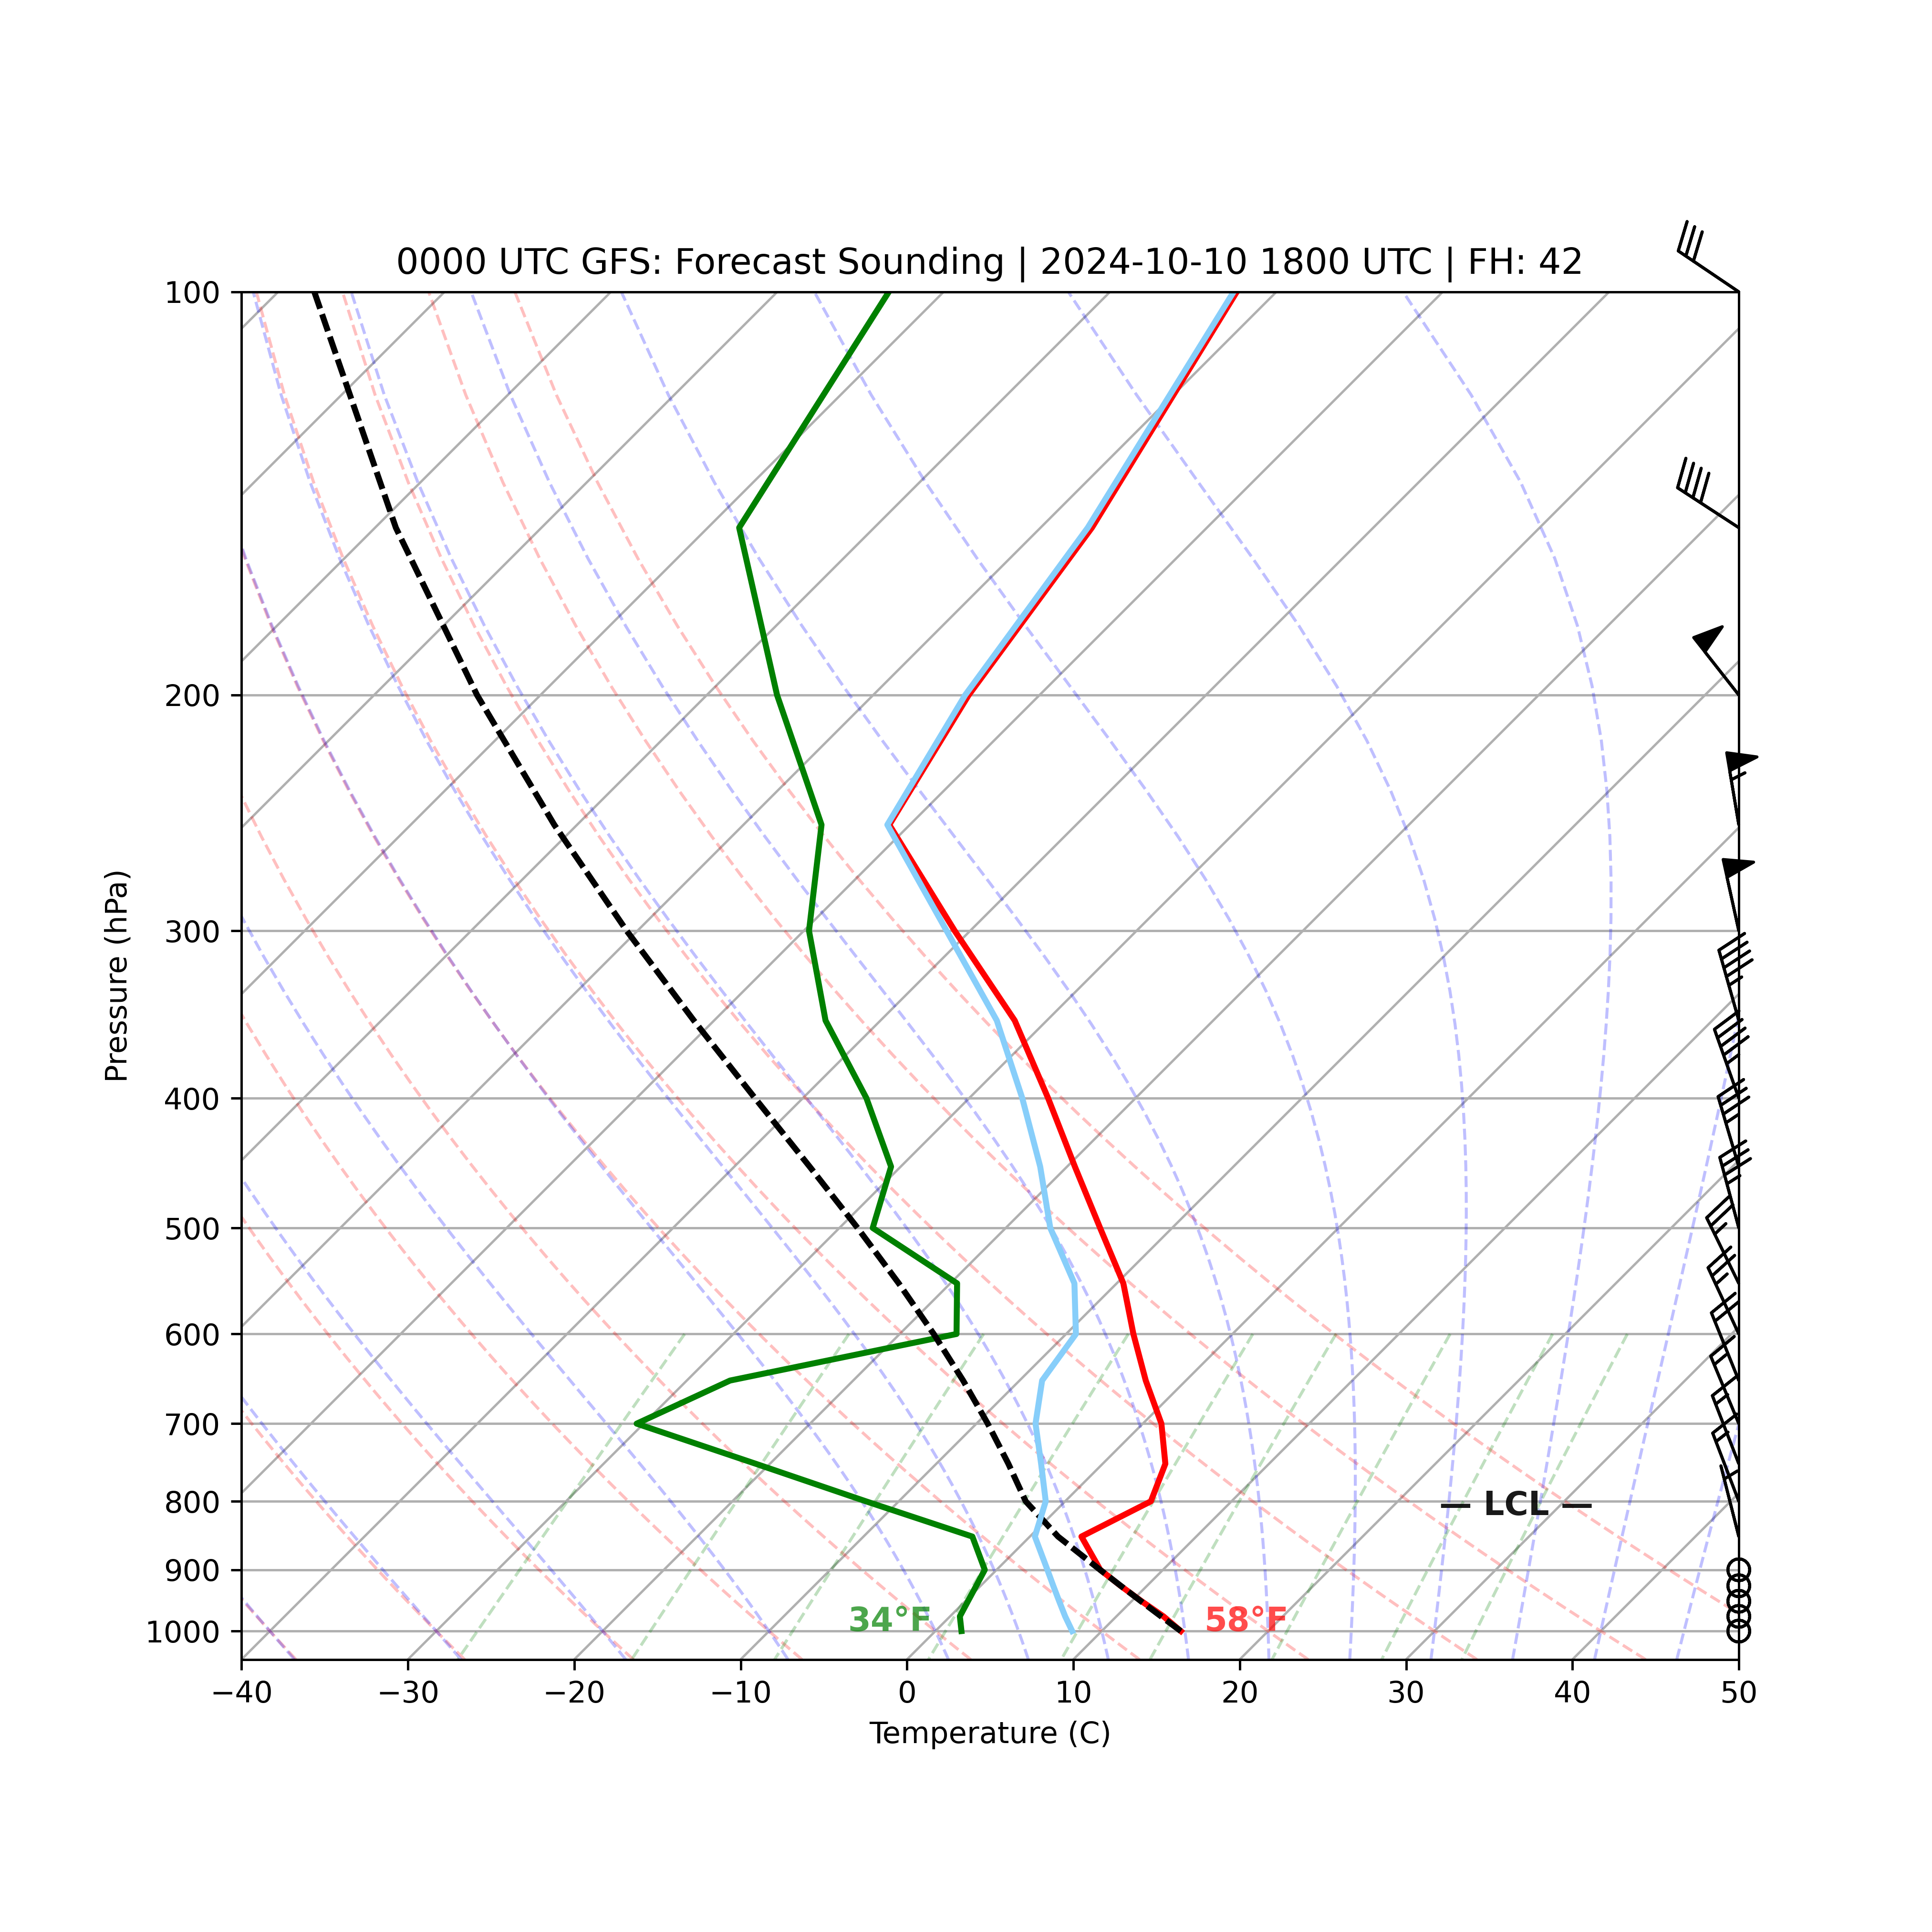 0000 UTC GFS: Forecast Sounding | 2024-10-10 1800 UTC | FH: 42
100
200
300
400
500
600
700
800
900
1000
Pressure (hPa)
— LCL —
34°F
58°F
−40 −30 −20 −10 0 10 20 30 40 50
Temperature (C)